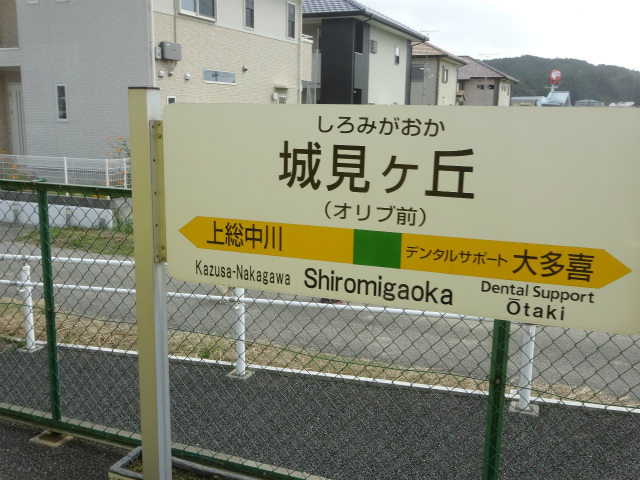 しろみがおか
城見ヶ丘
（オリブ前）
上総中川 デンタルサポート 大多喜
Kazusa-Nakagawa Shiromigaoka Dental Support
Ōtaki